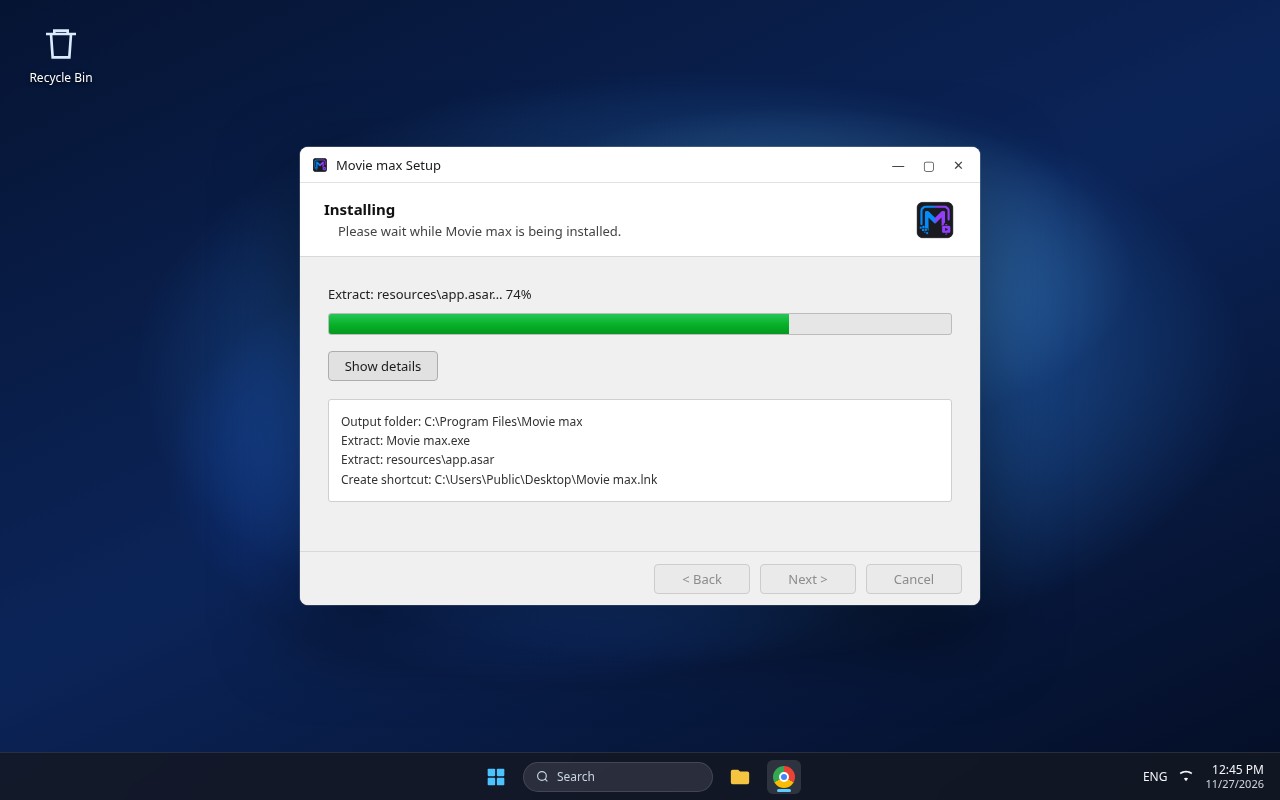 Recycle Bin
Movie max Setup
Installing
Please wait while Movie max is being installed.
Extract: resources\app.asar... 74%
Show details
Output folder: C:\Program Files\Movie max
Extract: Movie max.exe
Extract: resources\app.asar
Create shortcut: C:\Users\Public\Desktop\Movie max.lnk
< Back
Next >
Cancel
Search
ENG
12:45 PM
11/27/2026